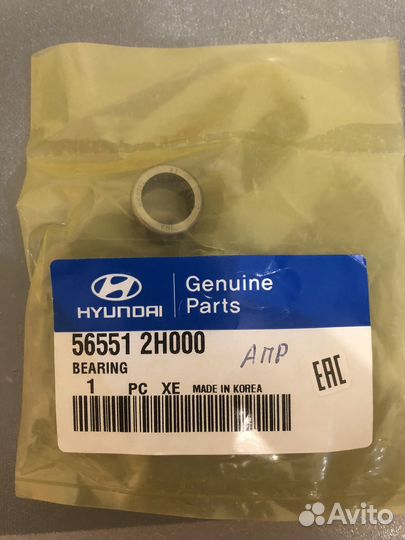 HYUNDAI
Genuine
Parts
56551 2H000
АПР
BEARING
1 PC XE MADE IN KOREA
EAC
Avito